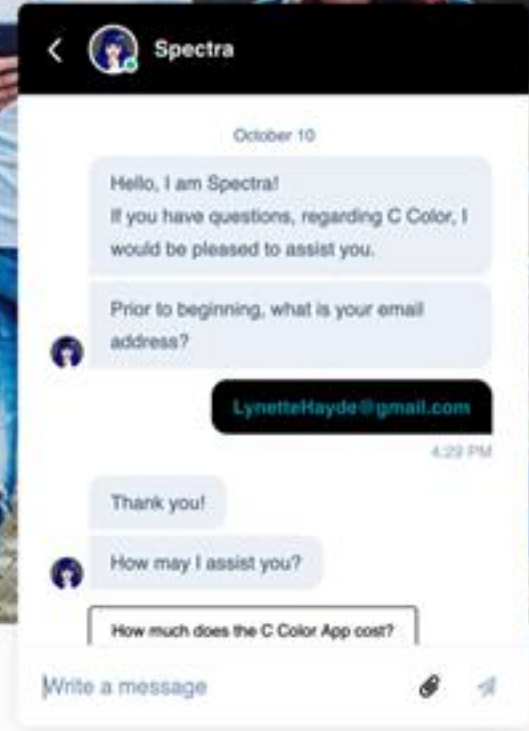 Spectra
October 10
Hello, I am Spectra!
If you have questions, regarding C Color, I
would be pleased to assist you.
Prior to beginning, what is your email
address?
LynetteHayde@gmail.com
4:29 PM
Thank you!
How may I assist you?
How much does the C Color App cost?
Write a message